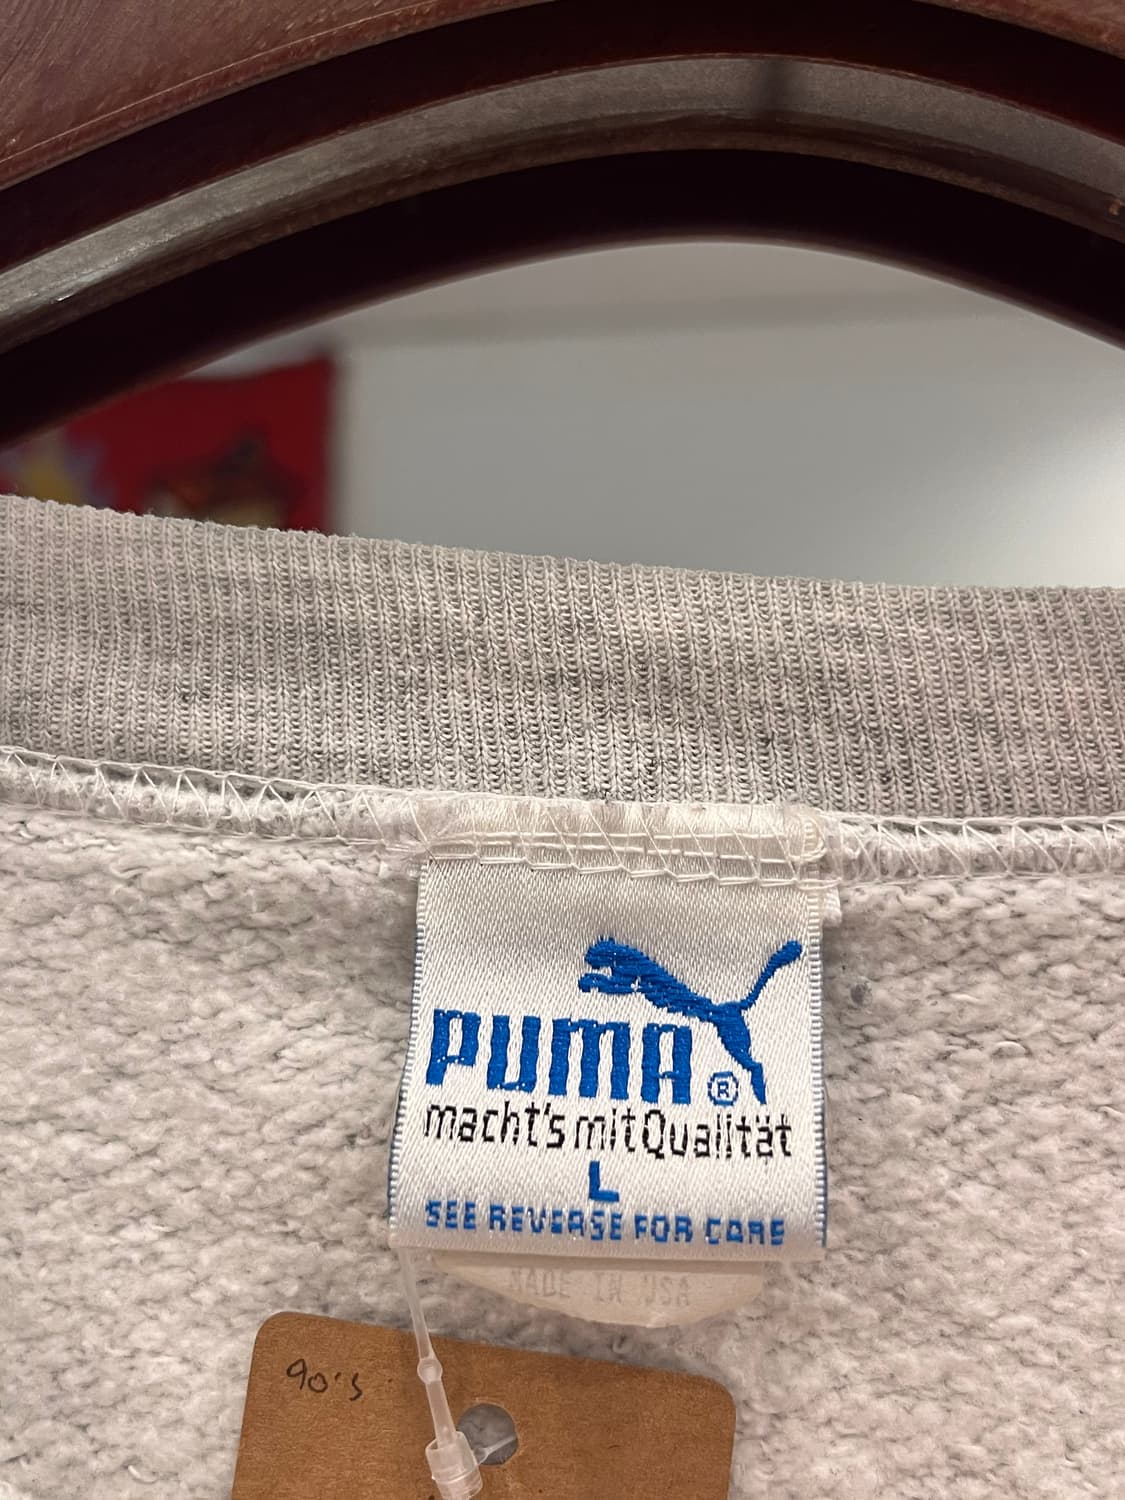 PUMA®
macht's mit Qualität
L
SEE REVERSE FOR CARE
MADE IN USA
90's